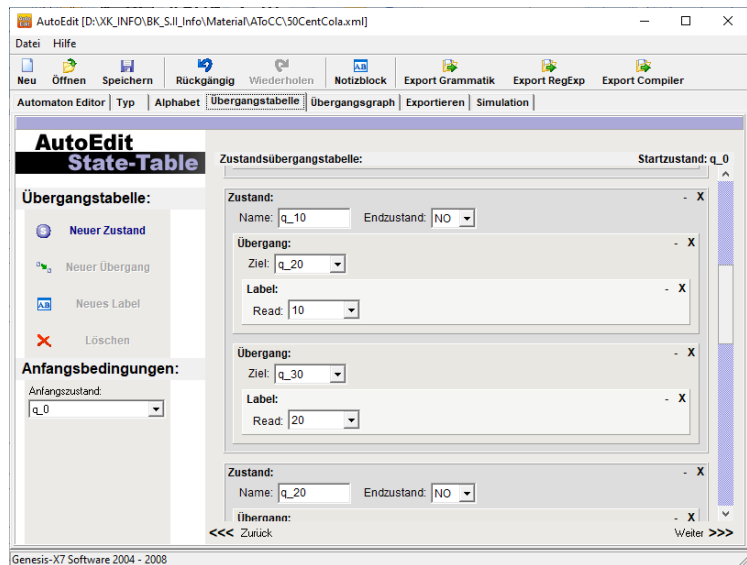 AutoEdit [D:\XK_INFO\BK_S.II_Info\Material\AToCC\50CentCola.xml]
Datei Hilfe
Neu Öffnen Speichern Rückgängig Wiederholen Notizblock Export Grammatik Export RegExp Export Compiler
Automaton Editor Typ Alphabet Übergangstabelle Übergangsgraph Exportieren Simulation
AutoEdit
State-Table
Zustandsübergangstabelle: Startzustand: q_0
Übergangstabelle:
Neuer Zustand
Neuer Übergang
Neues Label
Löschen
Anfangsbedingungen:
Anfangszustand:
q_0
Zustand: - X
Name: q_10 Endzustand: NO
Übergang: - X
Ziel: q_20
Label: - X
Read: 10
Übergang: - X
Ziel: q_30
Label: - X
Read: 20
Zustand: - X
Name: q_20 Endzustand: NO
Übergang: - X
<<< Zurück Weiter >>>
Genesis-X7 Software 2004 - 2008